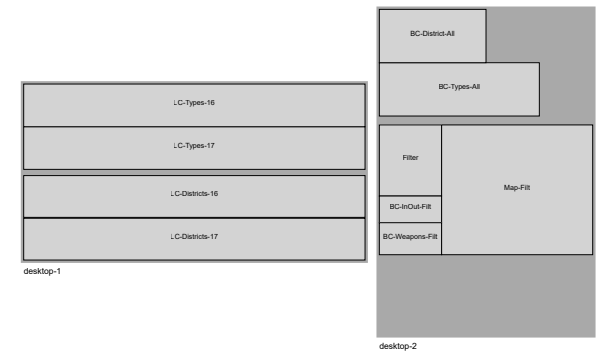 LC-Types-16
LC-Types-17
LC-Districts-16
LC-Districts-17
desktop-1
BC-District-All
BC-Types-All
Filter
Map-Filt
BC-InOut-Filt
BC-Weapons-Filt
desktop-2